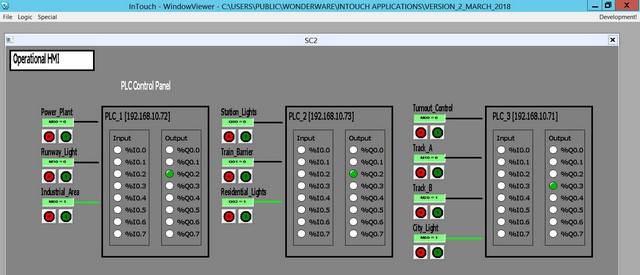 InTouch - WindowViewer - C:\USERS\PUBLIC\WONDERWARE\INTOUCH APPLICATIONS\VERSION_2_MARCH_2018
File Logic Special Development!
SC2
Operational HMI
PLC Control Panel
Power_Plant
M00 = 0
Runway_Light
M10 = 0
Industrial_Area
M20 = 1
PLC_1 [192.168.10.72]
Input Output
%I0.0 %Q0.0
%I0.1 %Q0.1
%I0.2 %Q0.2
%I0.3 %Q0.3
%I0.4 %Q0.4
%I0.5 %Q0.5
%I0.6 %Q0.6
%I0.7 %Q0.7
Station_Lights
Q00 = 0
Train_Barrier
Q01 = 0
Residential_Lights
Q02 = 1
PLC_2 [192.168.10.73]
Input Output
%I0.0 %Q0.0
%I0.1 %Q0.1
%I0.2 %Q0.2
%I0.3 %Q0.3
%I0.4 %Q0.4
%I0.5 %Q0.5
%I0.6 %Q0.6
%I0.7 %Q0.7
Turnout_Control
M00 = 0
Track_A
M10 = 0
Track_B
M20 = 0
City_Light
= 1
PLC_3 [192.168.10.71]
Input Output
%I0.0 %Q0.0
%I0.1 %Q0.1
%I0.2 %Q0.2
%I0.3 %Q0.3
%I0.4 %Q0.4
%I0.5 %Q0.5
%I0.6 %Q0.6
%I0.7 %Q0.7